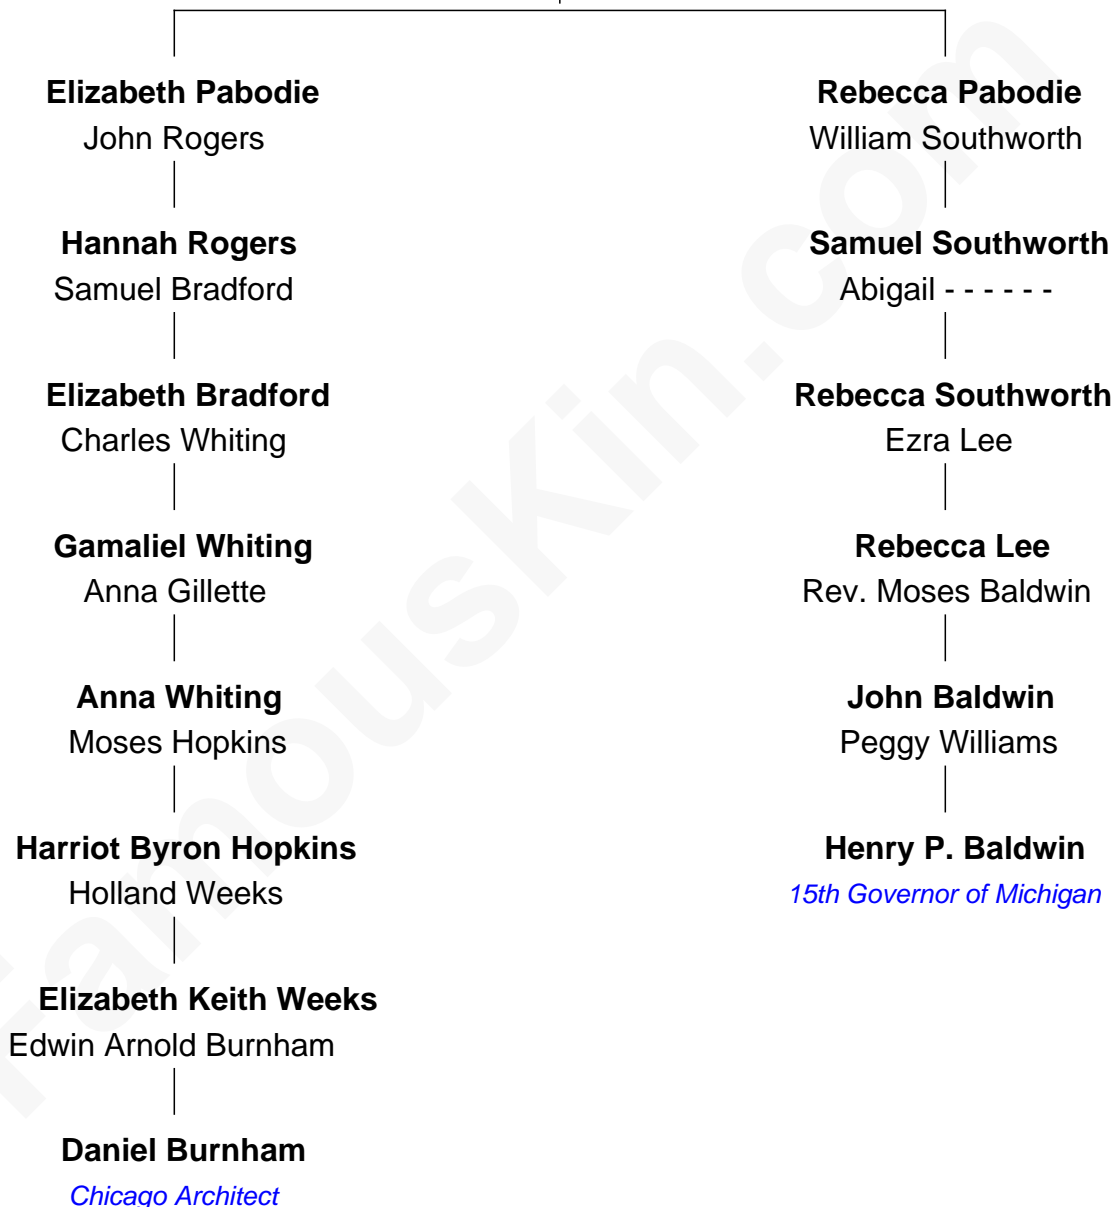 Elizabeth Pabodie
John Rogers
Hannah Rogers
Samuel Bradford
Elizabeth Bradford
Charles Whiting
Gamaliel Whiting
Anna Gillette
Anna Whiting
Moses Hopkins
Harriot Byron Hopkins
Holland Weeks
Elizabeth Keith Weeks
Edwin Arnold Burnham
Daniel Burnham
Chicago Architect
Rebecca Pabodie
William Southworth
Samuel Southworth
Abigail - - - - - -
Rebecca Southworth
Ezra Lee
Rebecca Lee
Rev. Moses Baldwin
John Baldwin
Peggy Williams
Henry P. Baldwin
15th Governor of Michigan
FamousKin.com